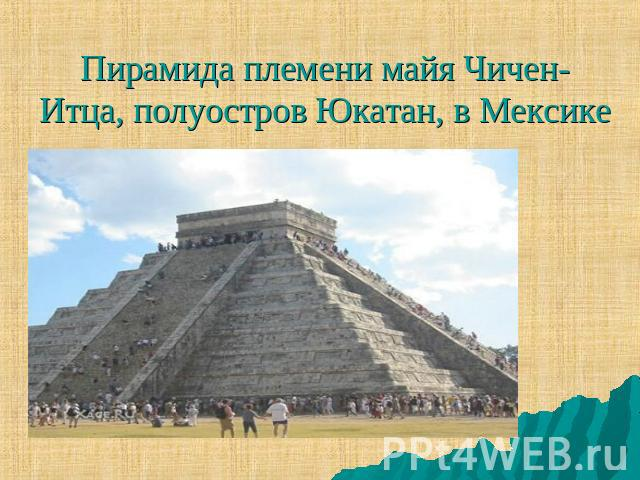 Пирамида племени майя Чичен-
Итца, полуостров Юкатан, в Мексике
PPt4WEB.ru